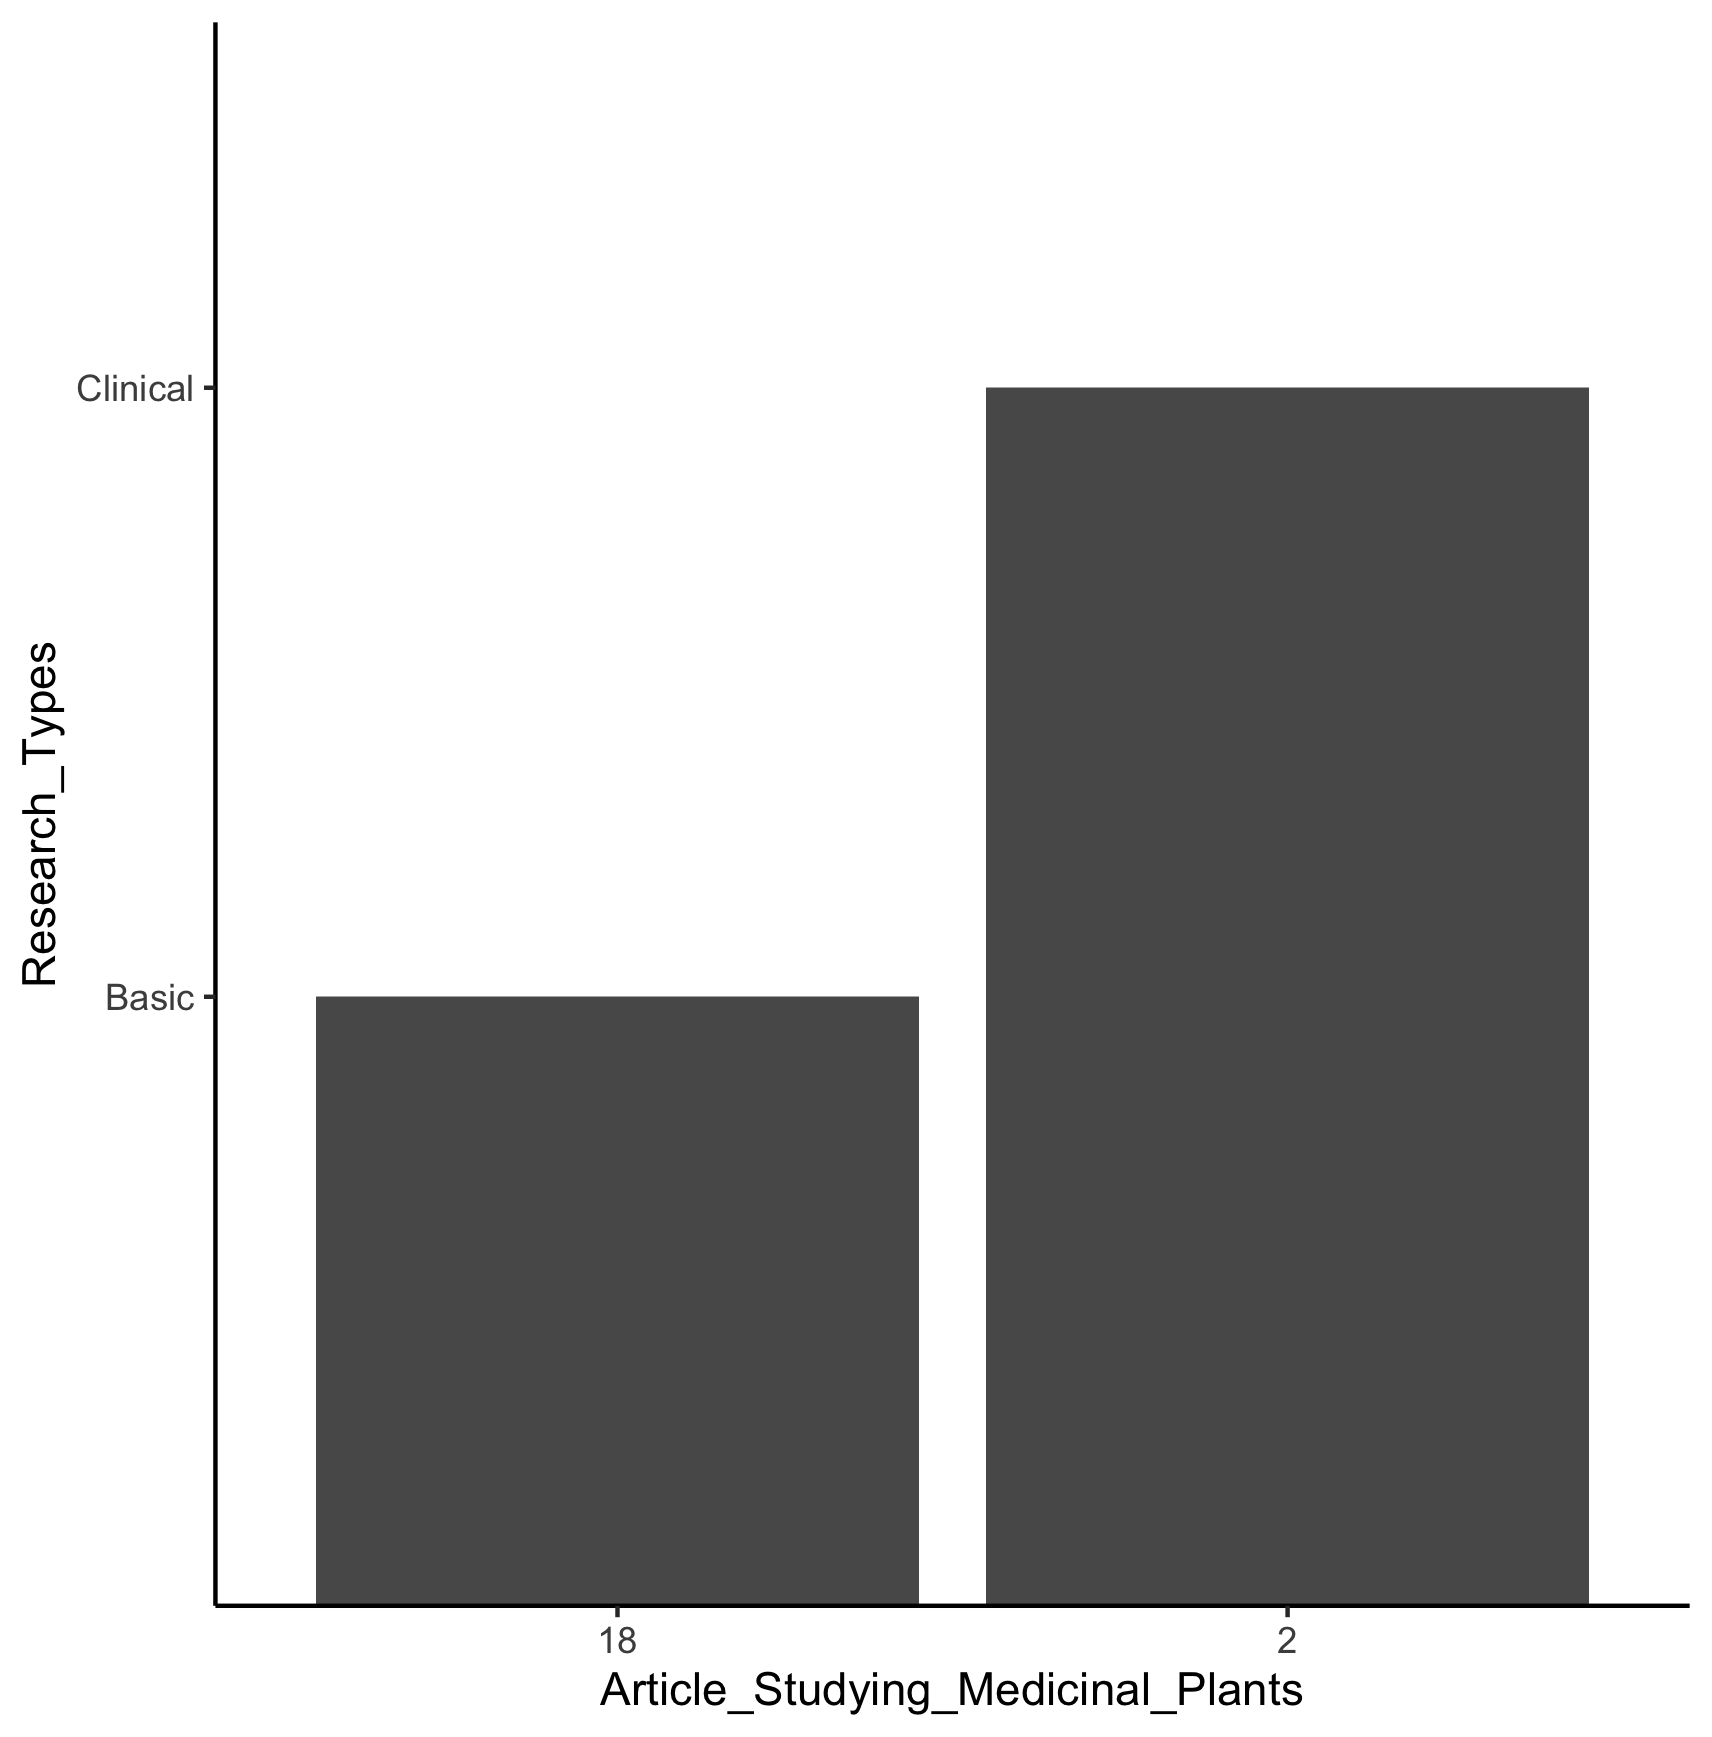 Research_Types
Clinical
Basic
18
2
Article_Studying_Medicinal_Plants